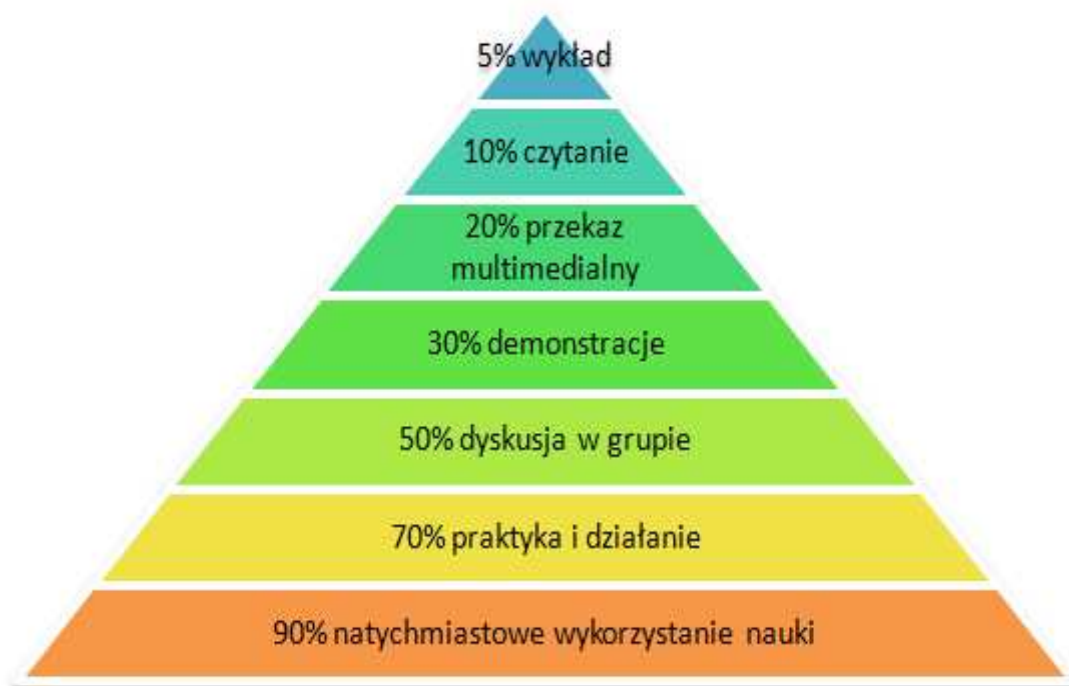 5% wykład
10% czytanie
20% przekaz
multimedialny
30% demonstracje
50% dyskusja w grupie
70% praktyka i działanie
90% natychmiastowe wykorzystanie nauki